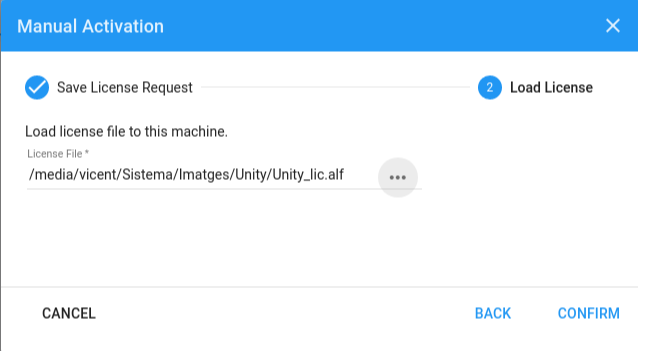 Manual Activation
Save License Request
2 Load License
Load license file to this machine.
License File *
/media/vicent/Sistema/Imatges/Unity/Unity_lic.alf
CANCEL BACK CONFIRM